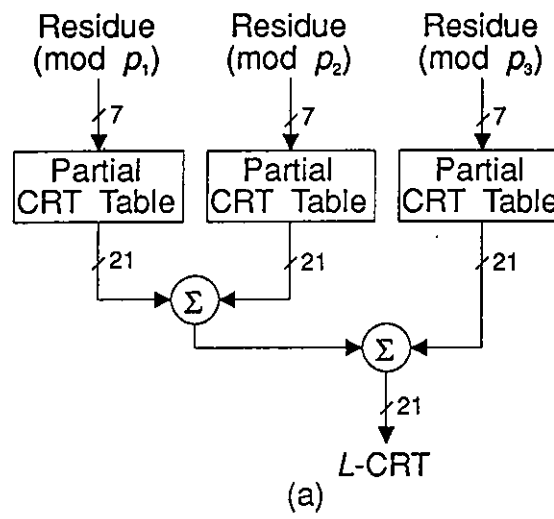 Residue Residue Residue
(mod p₁) (mod p₂) (mod p₃)
7 7 7
Partial Partial Partial
CRT Table CRT Table CRT Table
21 21 21
Σ
Σ
21
L-CRT
(a)